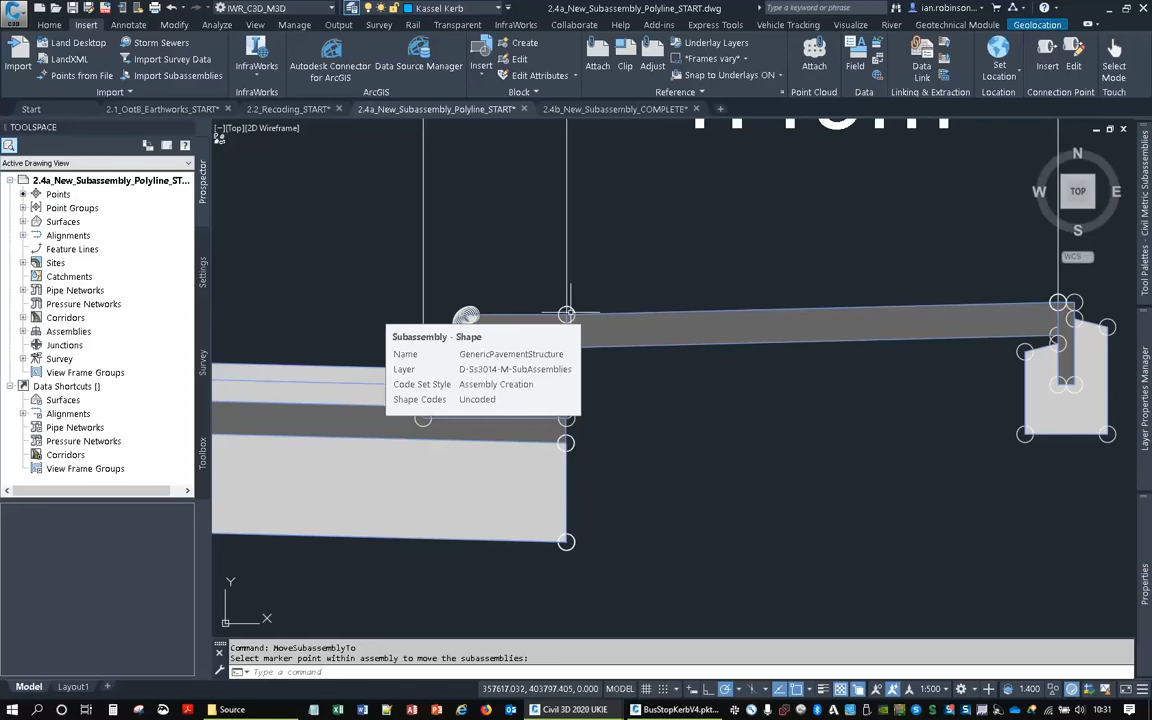 IWR_C3D_M3D
Kassel Kerb
2.4a_New_Subassembly_Polyline_START.dwg
Type a keyword or phrase
ian.robinson...
Home Insert Annotate Modify Analyze View Manage Output Survey Rail Transparent InfraWorks Collaborate Help Add-ins Express Tools Vehicle Tracking Visualize River Geotechnical Module Geolocation
Import
Land Desktop
LandXML
Points from File
Storm Sewers
Import Survey Data
Import Subassemblies
InfraWorks
Autodesk Connector for ArcGIS
Data Source Manager
Insert
Create
Edit
Edit Attributes
Attach
Clip
Adjust
Underlay Layers
*Frames vary*
Snap to Underlays ON
Attach
Field
Data Link
Set Location
Insert
Edit
Select Mode
Import InfraWorks ArcGIS Block Reference Point Cloud Linking & Extraction Location Connection Point Touch
Start 2.1_OotB_Earthworks_START* 2.2_Recoding_START* 2.4a_New_Subassembly_Polyline_START* 2.4b_New_Subassembly_COMPLETE*
TOOLSPACE
[−][Top][2D Wireframe]
Active Drawing View
2.4a_New_Subassembly_Polyline_ST...
Points
Point Groups
Surfaces
Alignments
Feature Lines
Sites
Catchments
Pipe Networks
Pressure Networks
Corridors
Assemblies
Junctions
Survey
View Frame Groups
Data Shortcuts []
Surfaces
Alignments
Pipe Networks
Pressure Networks
Corridors
View Frame Groups
Prospector
Settings
Survey
Toolbox
N
W
TOP
E
S
WCS
Tool Palettes - Civil Metric Subassemblies
Layer Properties Manager
Properties
Subassembly - Shape
Name GenericPavementStructure
Layer D-Ss3014-M-SubAssemblies
Code Set Style Assembly Creation
Shape Codes Uncoded
Y
X
Command: MoveSubassemblyTo
Select marker point within assembly to move the subassemblies:
Type a command
Model Layout1 +
357617.032, 403797.405, 0.000 MODEL
1:500
1.400
Source
Civil 3D 2020 UKIE
BusStopKerbV4.pkt...
10:31